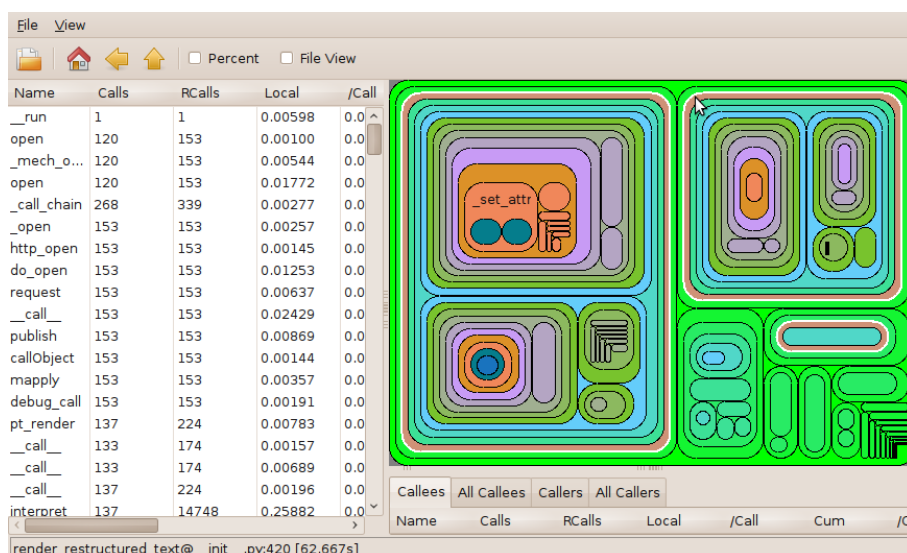 File View
Percent File View
Name Calls RCalls Local /Call
__run 1 1 0.00598 0.0
open 120 153 0.00100 0.0
_mech_o... 120 153 0.00544 0.0
open 120 153 0.01772 0.0
_call_chain 268 339 0.00277 0.0
_open 153 153 0.00257 0.0
http_open 153 153 0.00145 0.0
do_open 153 153 0.01253 0.0
request 153 153 0.00637 0.0
__call__ 153 153 0.02429 0.0
publish 153 153 0.00869 0.0
callObject 153 153 0.00144 0.0
mapply 153 153 0.00357 0.0
debug_call 153 153 0.00191 0.0
pt_render 137 224 0.00783 0.0
__call__ 133 174 0.00157 0.0
__call__ 133 174 0.00689 0.0
__call__ 137 224 0.00196 0.0
interpret 137 14748 0.25882 0.0
_set_attr
Callees All Callees Callers All Callers
Name Calls RCalls Local /Call Cum /C
render_restructured_text@__init__.py:420 [62.667s]